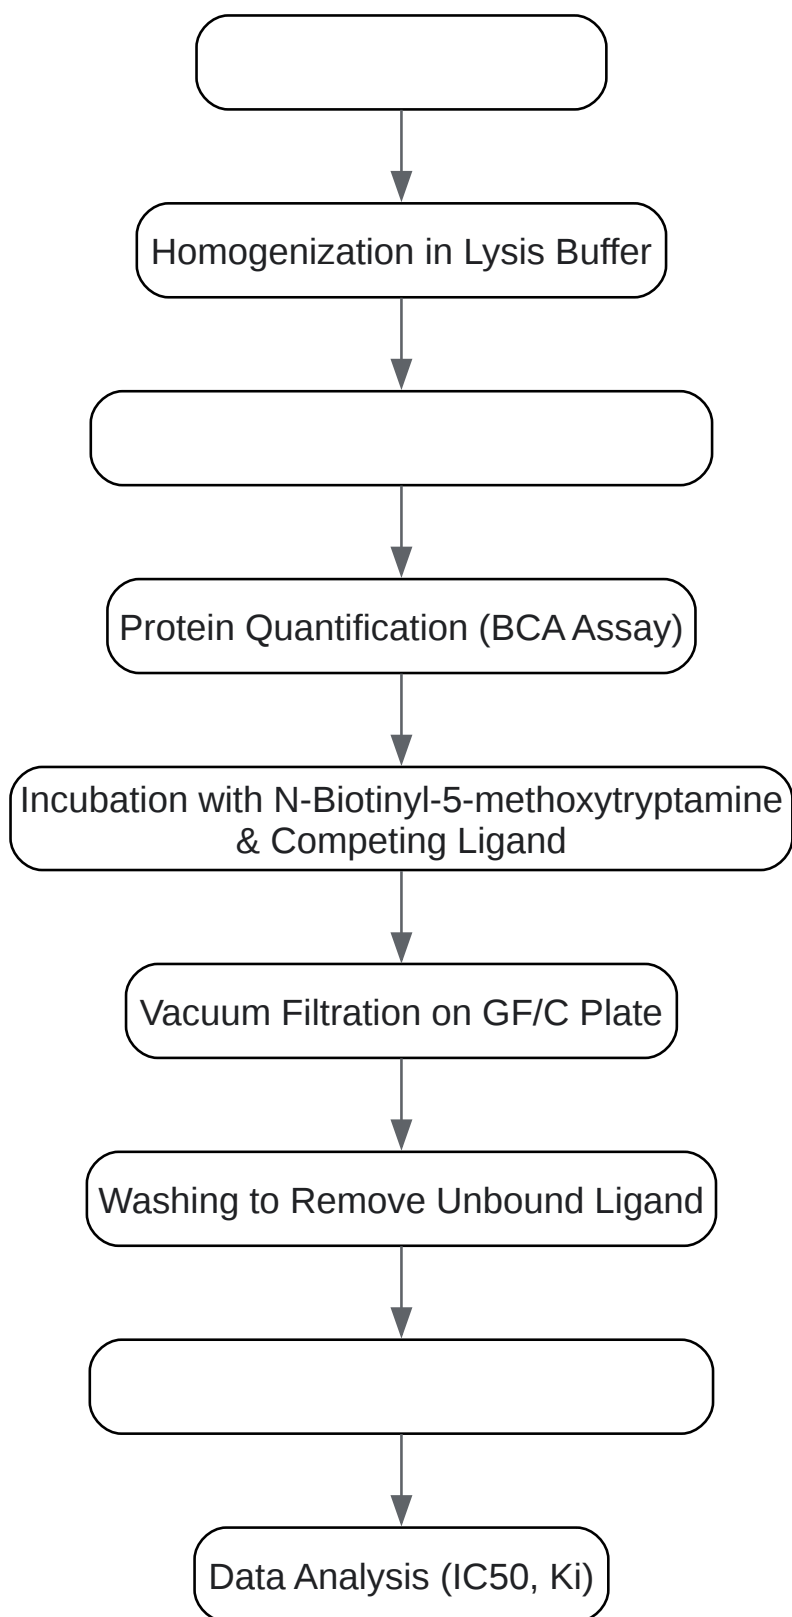 Homogenization in Lysis Buffer
Protein Quantification (BCA Assay)
Incubation with N-Biotinyl-5-methoxytryptamine
& Competing Ligand
Vacuum Filtration on GF/C Plate
Washing to Remove Unbound Ligand
Data Analysis (IC50, Ki)